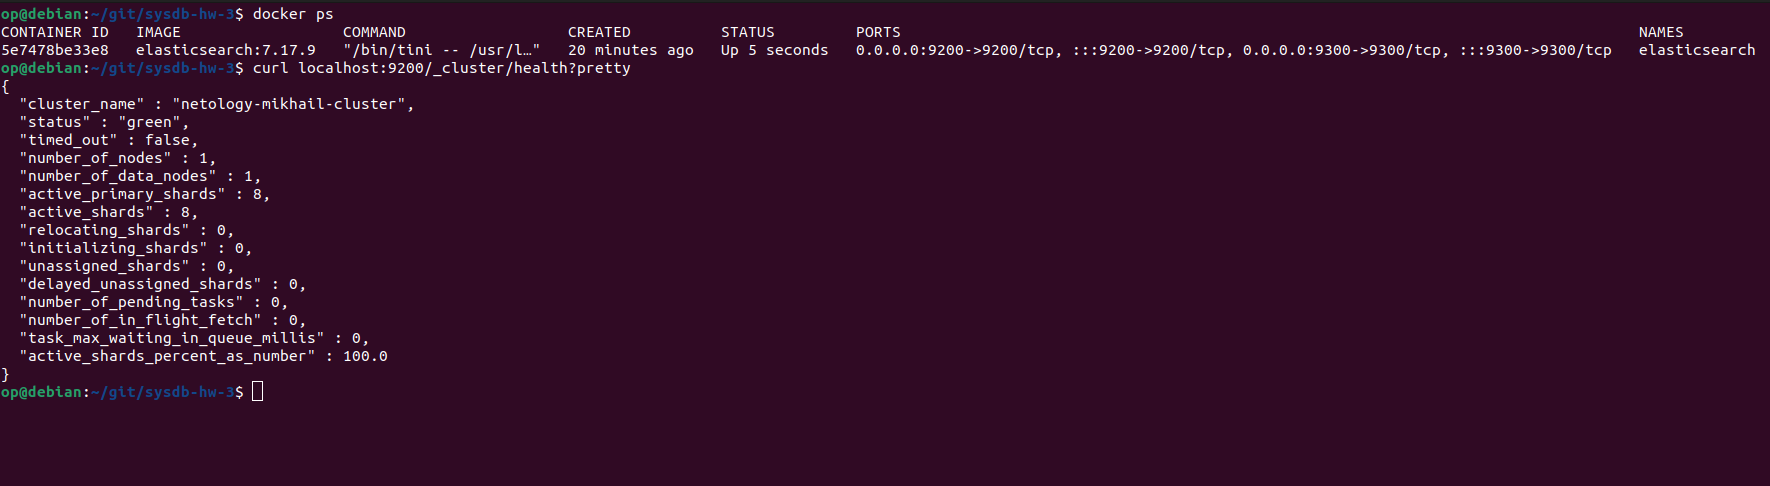 op@debian:~/git/sysdb-hw-3$ docker ps
CONTAINER ID   IMAGE                  COMMAND                  CREATED          STATUS         PORTS                                                                                  NAMES
5e7478be33e8   elasticsearch:7.17.9   "/bin/tini -- /usr/l…"   20 minutes ago   Up 5 seconds   0.0.0.0:9200->9200/tcp, :::9200->9200/tcp, 0.0.0.0:9300->9300/tcp, :::9300->9300/tcp   elasticsearch
op@debian:~/git/sysdb-hw-3$ curl localhost:9200/_cluster/health?pretty
{
  "cluster_name" : "netology-mikhail-cluster",
  "status" : "green",
  "timed_out" : false,
  "number_of_nodes" : 1,
  "number_of_data_nodes" : 1,
  "active_primary_shards" : 8,
  "active_shards" : 8,
  "relocating_shards" : 0,
  "initializing_shards" : 0,
  "unassigned_shards" : 0,
  "delayed_unassigned_shards" : 0,
  "number_of_pending_tasks" : 0,
  "number_of_in_flight_fetch" : 0,
  "task_max_waiting_in_queue_millis" : 0,
  "active_shards_percent_as_number" : 100.0
}
op@debian:~/git/sysdb-hw-3$